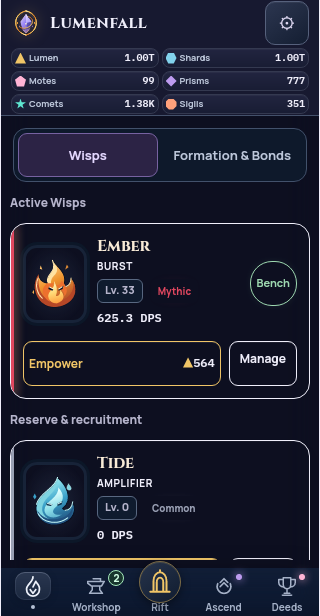 LUMENFALL
Lumen 1.00T
Shards 1.00T
Motes 99
Prisms 777
Comets 1.38K
Sigils 351
Wisps
Formation & Bonds
Active Wisps
EMBER
BURST
Lv. 33
Mythic
625.3 DPS
Bench
Empower
564
Manage
Reserve & recruitment
TIDE
AMPLIFIER
Lv. 0
Common
0 DPS
2
Workshop
Rift
Ascend
Deeds